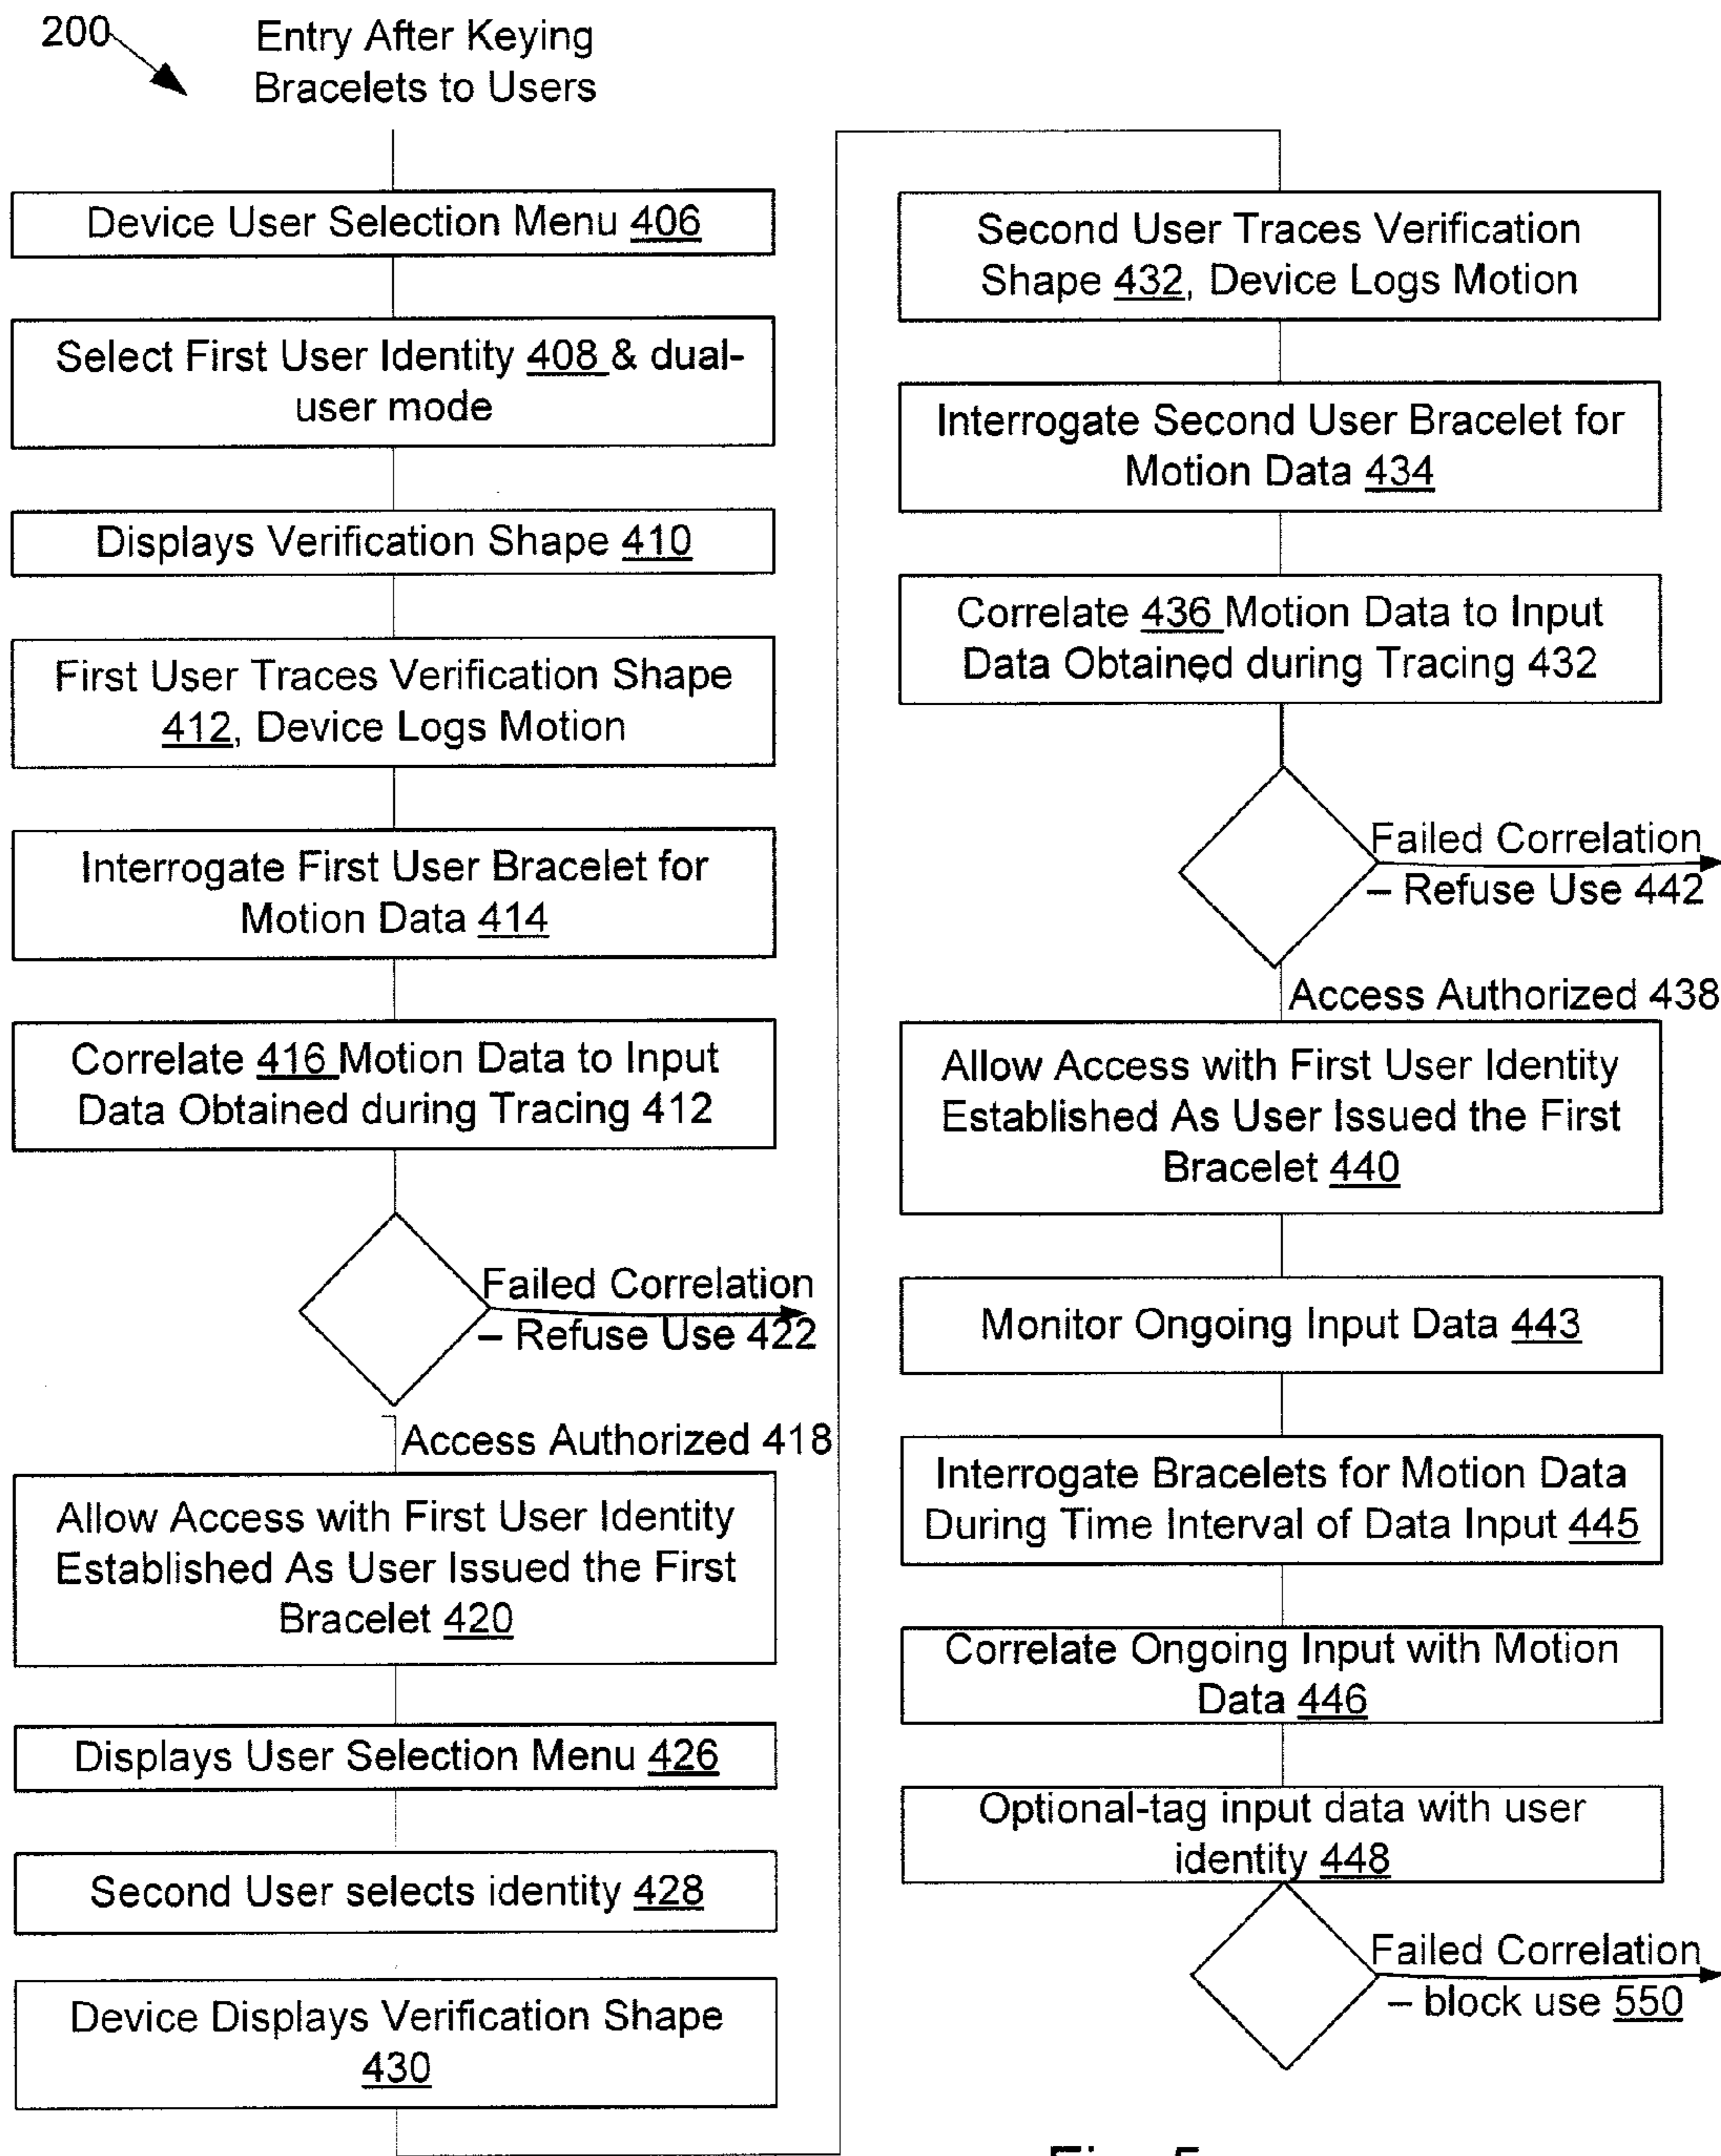 200
Entry After Keying
Bracelets to Users
Device User Selection Menu 406
Select First User Identity 408 & dual-
user mode
Displays Verification Shape 410
First User Traces Verification Shape
412, Device Logs Motion
Interrogate First User Bracelet for
Motion Data 414
Correlate 416 Motion Data to Input
Data Obtained during Tracing 412
Failed Correlation
– Refuse Use 422
Access Authorized 418
Allow Access with First User Identity
Established As User Issued the First
Bracelet 420
Displays User Selection Menu 426
Second User selects identity 428
Device Displays Verification Shape
430
Second User Traces Verification
Shape 432, Device Logs Motion
Interrogate Second User Bracelet for
Motion Data 434
Correlate 436 Motion Data to Input
Data Obtained during Tracing 432
Failed Correlation
– Refuse Use 442
Access Authorized 438
Allow Access with First User Identity
Established As User Issued the First
Bracelet 440
Monitor Ongoing Input Data 443
Interrogate Bracelets for Motion Data
During Time Interval of Data Input 445
Correlate Ongoing Input with Motion
Data 446
Optional-tag input data with user
identity 448
Failed Correlation
– block use 550
Fig. 5